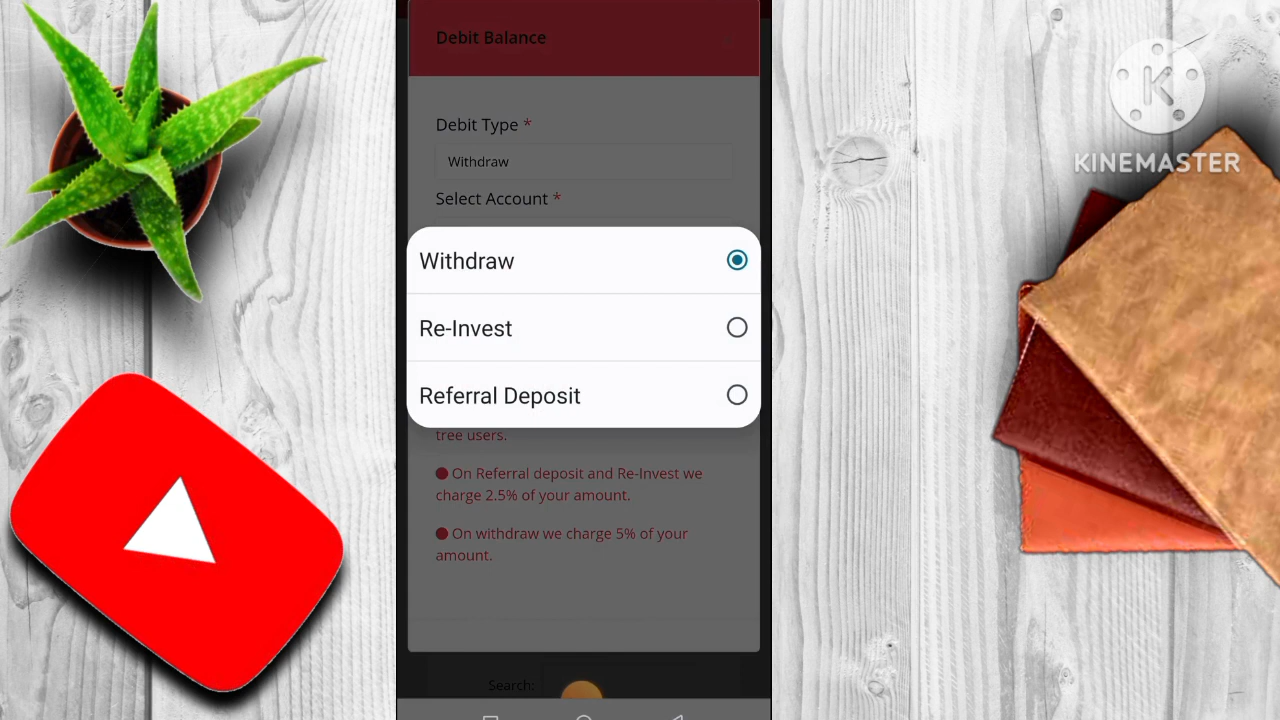 Debit Balance
Debit Type *
Withdraw
Select Account *
Withdraw
Re-Invest
Referral Deposit
tree users.
On Referral deposit and Re-Invest we
charge 2.5% of your amount.
On withdraw we charge 5% of your
amount.
Search:
K
KINEMASTER